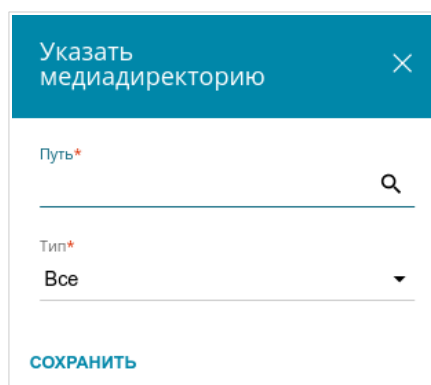 Указать
медиадиректорию
Путь*
Тип*
Все
СОХРАНИТЬ